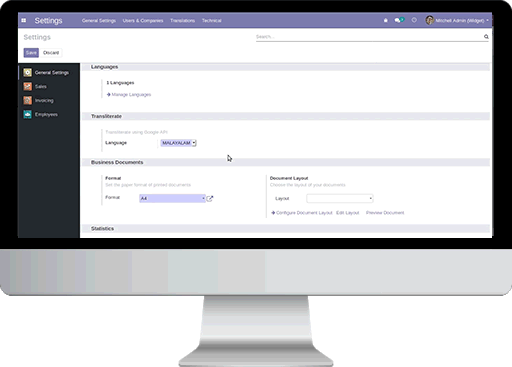 Settings General Settings Users & Companies Translations Technical Mitchell Admin (Widget)
Settings Search...
Save Discard
General Settings
Sales
Invoicing
Employees
Languages
1 Languages
Manage Languages
Transliterate
Transliterate using Google API
Language MALAYALAM
Business Documents
Format Document Layout
Set the paper format of printed documents Choose the layout of your documents
Format A4 Layout
Configure Document Layout Edit Layout Preview Document
Statistics